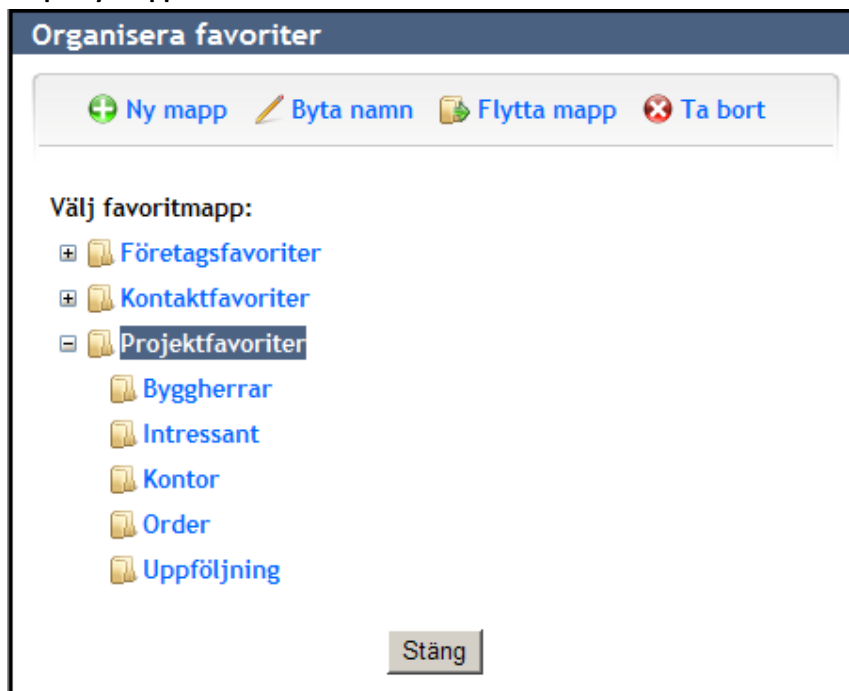 Organisera favoriter
Ny mapp Byta namn Flytta mapp Ta bort
Välj favoritmapp:
Företagsfavoriter
Kontaktfavoriter
Projektfavoriter
Byggherrar
Intressant
Kontor
Order
Uppföljning
Stäng